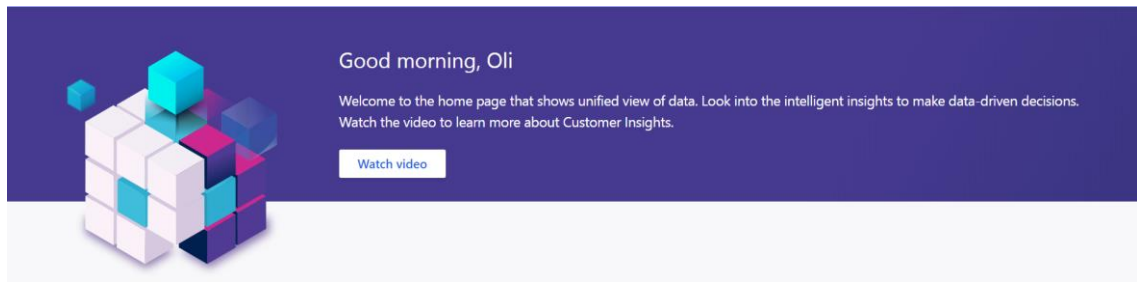 Good morning, Oli
Welcome to the home page that shows unified view of data. Look into the intelligent insights to make data-driven decisions.
Watch the video to learn more about Customer Insights.
Watch video